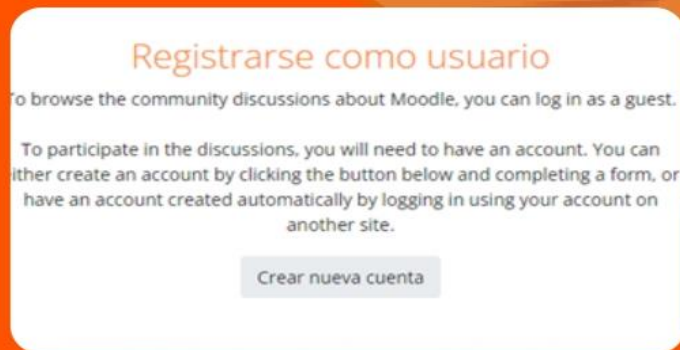 Registrarse como usuario
To browse the community discussions about Moodle, you can log in as a guest.
To participate in the discussions, you will need to have an account. You can
either create an account by clicking the button below and completing a form, or
have an account created automatically by logging in using your account on
another site.
Crear nueva cuenta